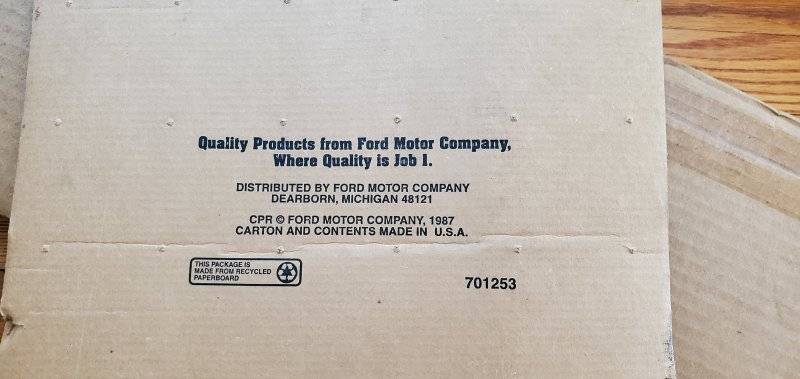 Quality Products from Ford Motor Company,
Where Quality is Job 1.
DISTRIBUTED BY FORD MOTOR COMPANY
DEARBORN, MICHIGAN 48121
CPR © FORD MOTOR COMPANY, 1987
CARTON AND CONTENTS MADE IN U.S.A.
THIS PACKAGE IS
MADE FROM RECYCLED
PAPERBOARD
701253